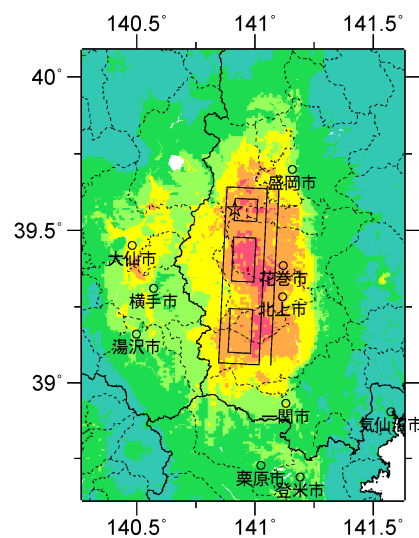 140.5° 141° 141.5°
40°
盛岡市
39.5°
大仙市
花巻市
横手市
北上市
湯沢市
39°
一関市
気仙沼市
栗原市
登米市
140.5° 141° 141.5°